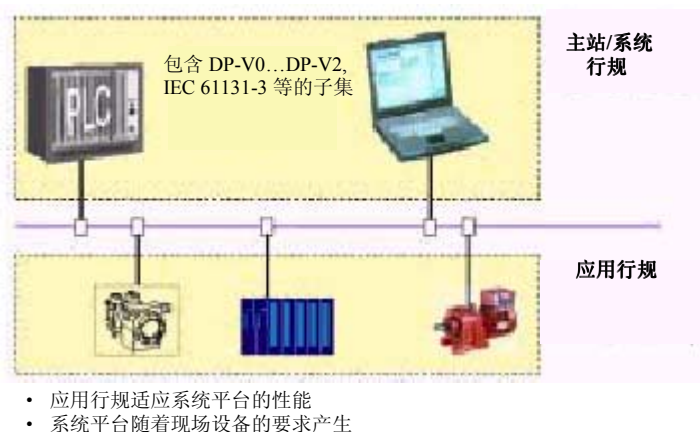 包含 DP-V0…DP-V2,
IEC 61131-3 等的子集
主站/系统
行规
PLC
应用行规
• 应用行规适应系统平台的性能
• 系统平台随着现场设备的要求产生